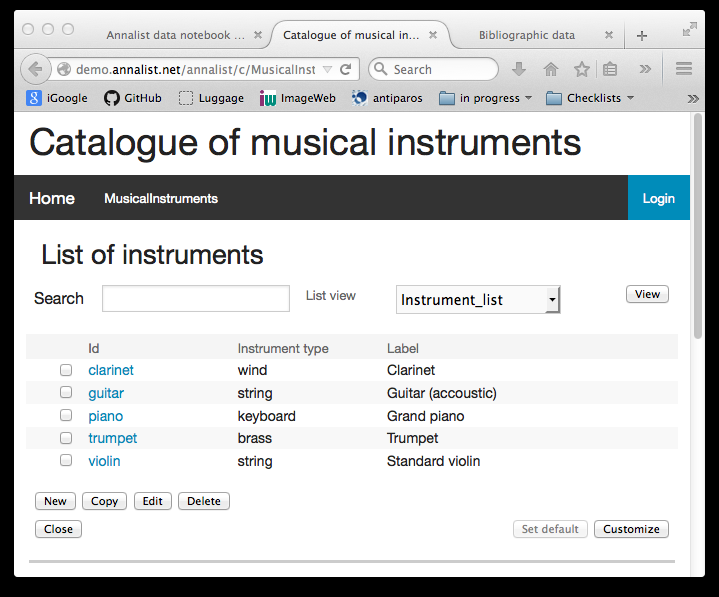 Annalist data notebook ...
Catalogue of musical in...
Bibliographic data
demo.annalist.net/annalist/c/MusicalInst
Search
iGoogle GitHub Luggage ImageWeb antiparos in progress Checklists
Catalogue of musical instruments
Home MusicalInstruments Login
List of instruments
Search List view Instrument_list View
Id Instrument type Label
clarinet wind Clarinet
guitar string Guitar (accoustic)
piano keyboard Grand piano
trumpet brass Trumpet
violin string Standard violin
New Copy Edit Delete
Close Set default Customize